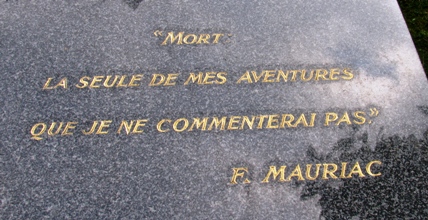 “MORT
LA SEULE DE MES AVENTURES
QUE JE NE COMMENTERAI PAS.”
F. MAURIAC